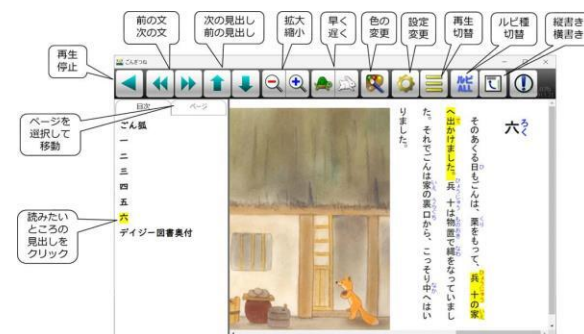 前の文
次の文
次の見出し
前の見出し
拡大
縮小
早く
遅く
色の
変更
設定
変更
再生
切替
ルビ種
切替
縦書き
横書き
再生
停止
ごんぎつね
ルビ
ALL
目次
ページ
ページを
選択して
移動
ごん狐
一
二
三
四
五
六
デイジー図書奥付
読みたい
ところの
見出しを
クリック
六ろく
そのあくる日もごんは、栗をもって、兵十の家
へ出かけました。兵十は物置で縄をなっていまし
た。それでごんは家の裏口から、こっそり中へはい
りました。